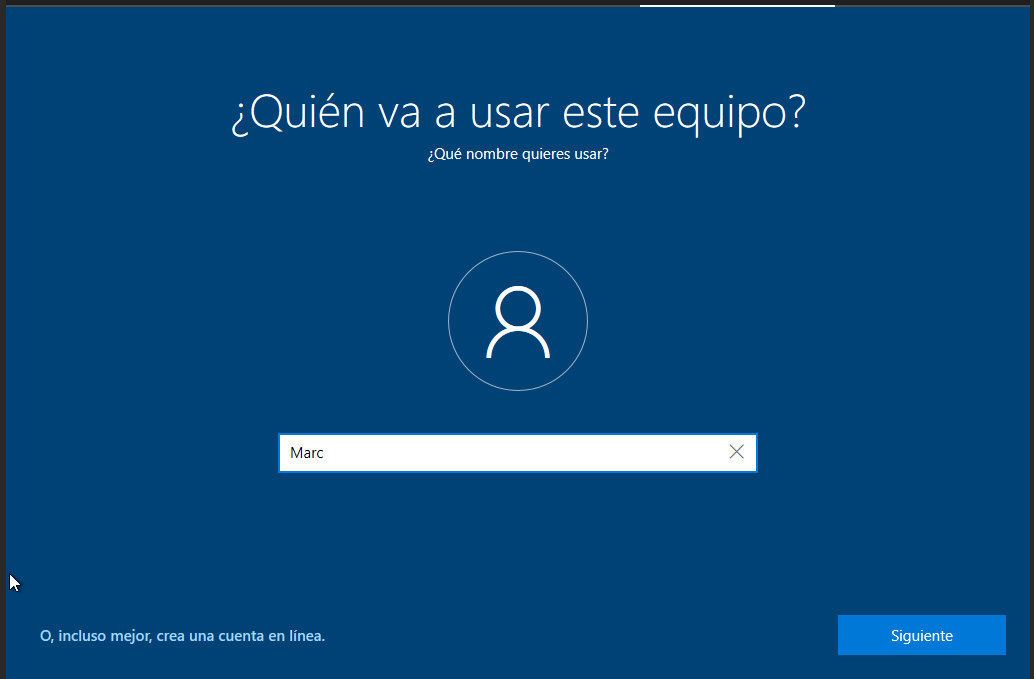 ¿Quién va a usar este equipo?
¿Qué nombre quieres usar?
Marc
O, incluso mejor, crea una cuenta en línea.
Siguiente